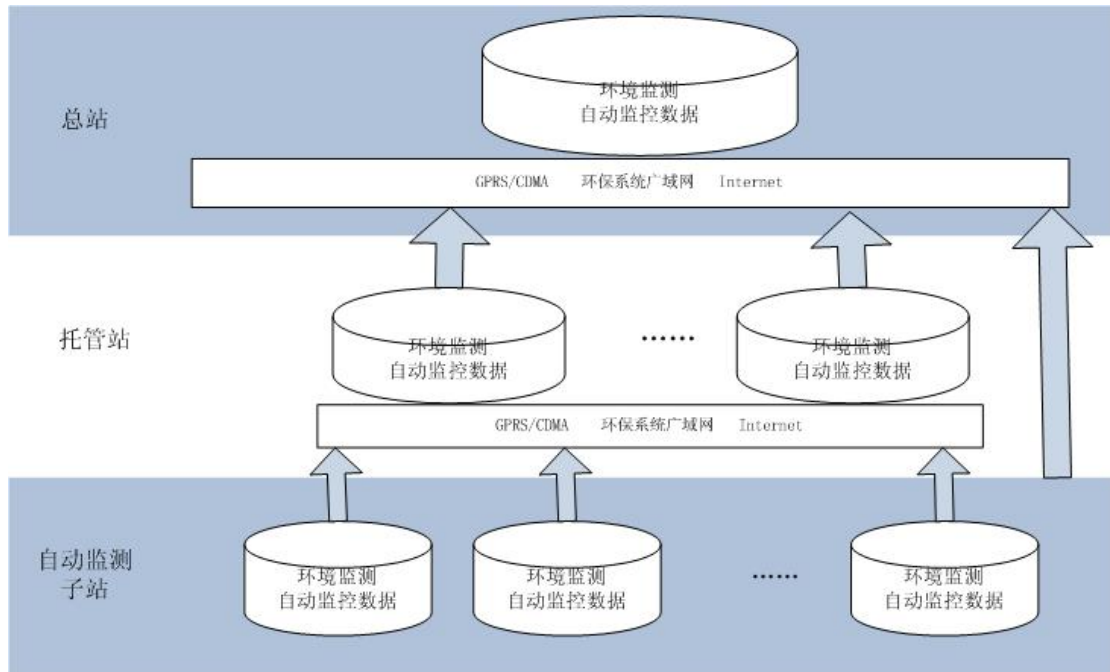 环境监测
自动监控数据
总站
GPRS/CDMA 环保系统广域网 Internet
托管站
环境监测
自动监控数据
……
环境监测
自动监控数据
GPRS/CDMA 环保系统广域网 Internet
自动监测
子站
环境监测
自动监控数据
环境监测
自动监控数据
……
环境监测
自动监控数据